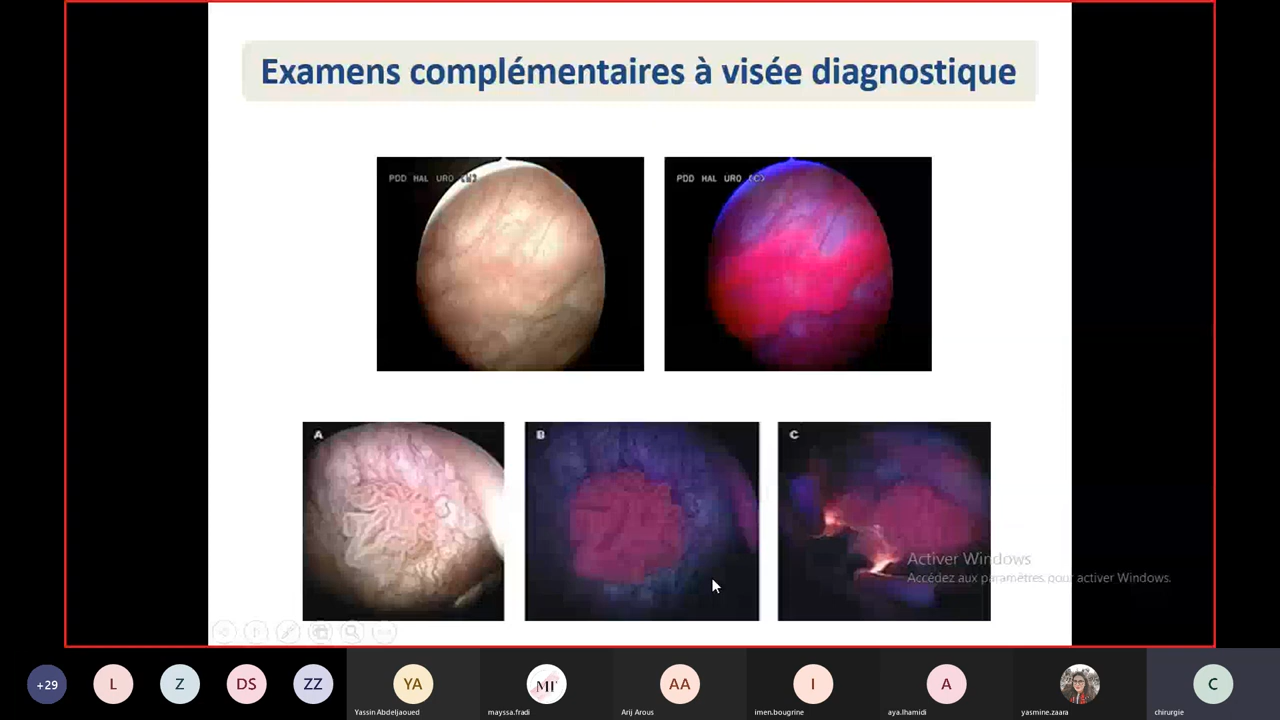 Examens complémentaires à visée diagnostique
PDD HAL URO
PDD HAL URO (C)
A
B
C
Activer Windows
Accédez aux paramètres pour activer Windows.
+29
L
Z
DS
ZZ
YA
MF
AA
I
A
C
Yassin Abdeljaoued
mayssa.fradi
Arij Arous
imen.bougrine
aya.lhamidi
yasmine.zaara
chirurgie